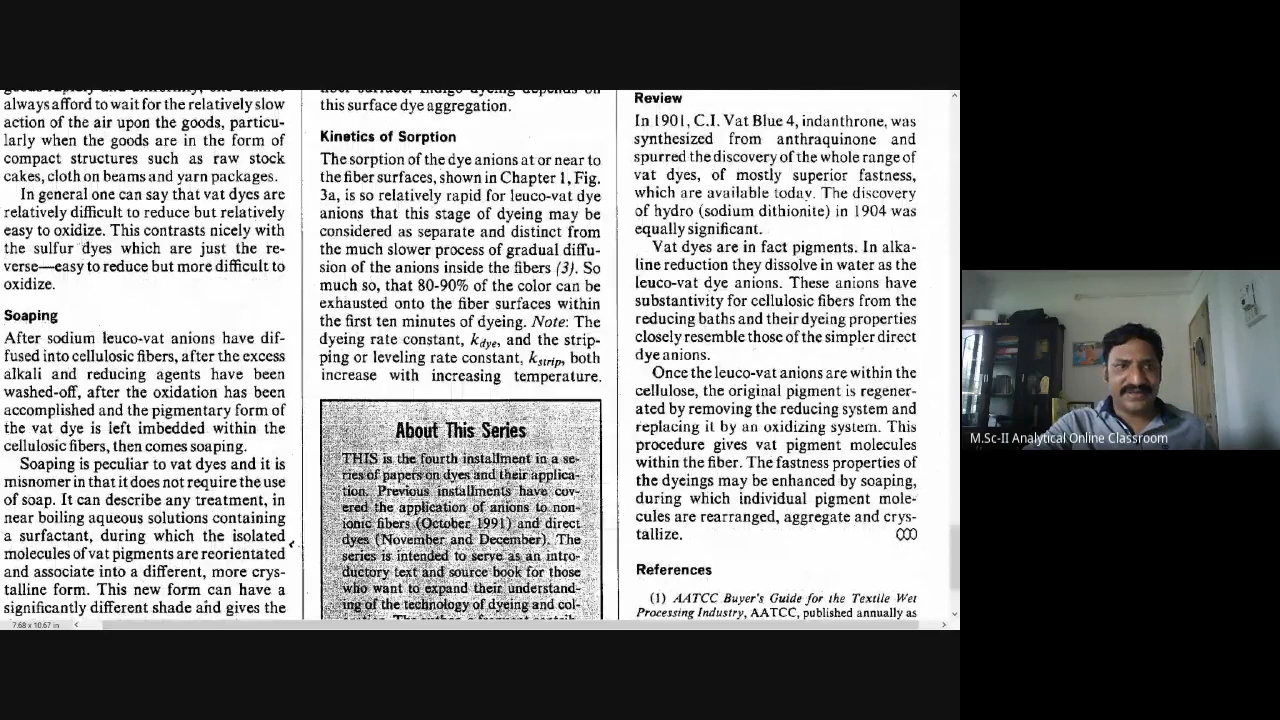 goods rapidly and uniformly, one cannot
always afford to wait for the relatively slow
action of the air upon the goods, particu-
larly when the goods are in the form of
compact structures such as raw stock
cakes, cloth on beams and yarn packages.
In general one can say that vat dyes are
relatively difficult to reduce but relatively
easy to oxidize. This contrasts nicely with
the sulfur dyes which are just the re-
verse—easy to reduce but more difficult to
oxidize.
Soaping
After sodium leuco-vat anions have dif-
fused into cellulosic fibers, after the excess
alkali and reducing agents have been
washed-off, after the oxidation has been
accomplished and the pigmentary form of
the vat dye is left imbedded within the
cellulosic fibers, then comes soaping.
Soaping is peculiar to vat dyes and it is
misnomer in that it does not require the use
of soap. It can describe any treatment, in
near boiling aqueous solutions containing
a surfactant, during which the isolated
molecules of vat pigments are reorientated
and associate into a different, more crys-
talline form. This new form can have a
significantly different shade and gives the
fiber surface. Indigo dyeing depends on
this surface dye aggregation.
Kinetics of Sorption
The sorption of the dye anions at or near to
the fiber surfaces, shown in Chapter 1, Fig.
3a, is so relatively rapid for leuco-vat dye
anions that this stage of dyeing may be
considered as separate and distinct from
the much slower process of gradual diffu-
sion of the anions inside the fibers (3). So
much so, that 80-90% of the color can be
exhausted onto the fiber surfaces within
the first ten minutes of dyeing. Note: The
dyeing rate constant, kdye, and the strip-
ping or leveling rate constant, kstrip, both
increase with increasing temperature.
About This Series
THIS is the fourth installment in a se-
ries of papers on dyes and their applica-
tion. Previous installments have cov-
ered the application of anions to non-
ionic fibers (October 1991) and direct
dyes (November and December). The
series is intended to serve as an intro-
ductory text and source book for those
who want to expand their understand-
ing of the technology of dyeing and col-
Review
In 1901, C.I. Vat Blue 4, indanthrone, was
synthesized from anthraquinone and
spurred the discovery of the whole range of
vat dyes, of mostly superior fastness,
which are available today. The discovery
of hydro (sodium dithionite) in 1904 was
equally significant.
Vat dyes are in fact pigments. In alka-
line reduction they dissolve in water as the
leuco-vat dye anions. These anions have
substantivity for cellulosic fibers from the
reducing baths and their dyeing properties
closely resemble those of the simpler direct
dye anions.
Once the leuco-vat anions are within the
cellulose, the original pigment is regener-
ated by removing the reducing system and
replacing it by an oxidizing system. This
procedure gives vat pigment molecules
within the fiber. The fastness properties of
the dyeings may be enhanced by soaping,
during which individual pigment mole-
cules are rearranged, aggregate and crys-
tallize.
References
(1) AATCC Buyer's Guide for the Textile Wet
Processing Industry, AATCC, published annually as
7.68 x 10.67 in
M.Sc-II Analytical Online Classroom